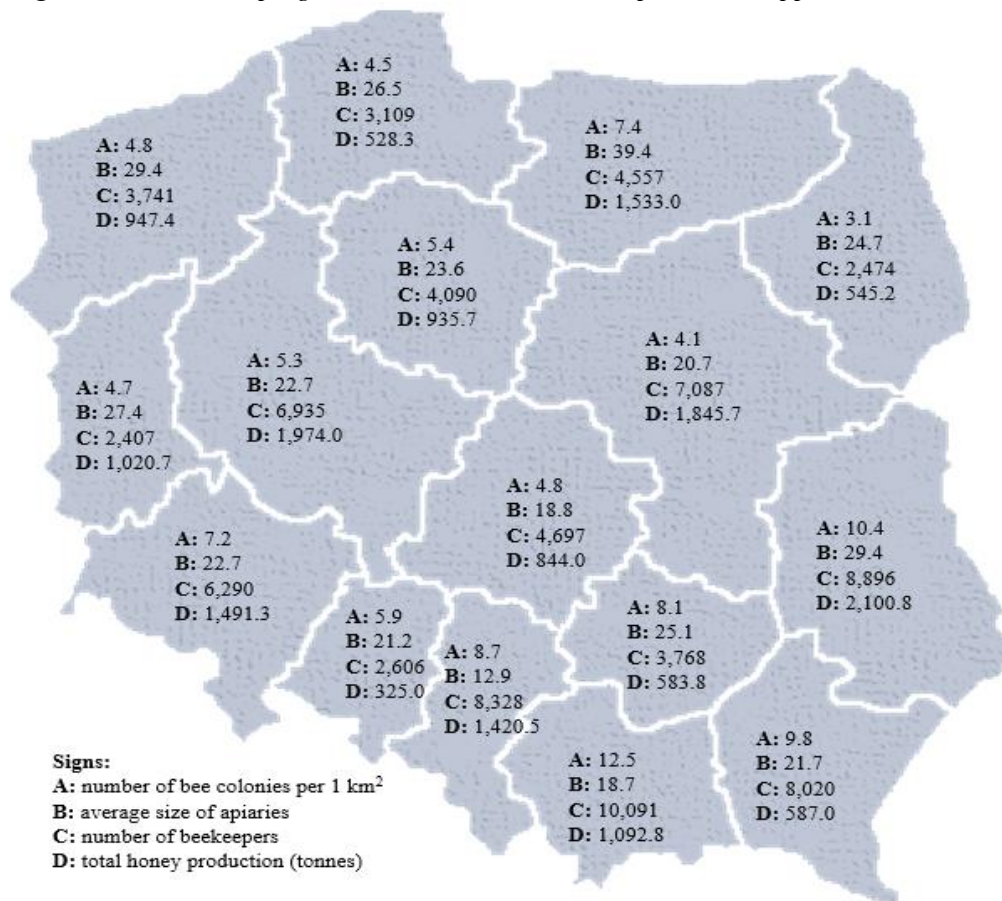 A: 4.5
B: 26.5
C: 3,109
D: 528.3
A: 7.4
B: 39.4
C: 4,557
D: 1,533.0
A: 4.8
B: 29.4
C: 3,741
D: 947.4
A: 3.1
B: 24.7
C: 2,474
D: 545.2
A: 5.4
B: 23.6
C: 4,090
D: 935.7
A: 4.1
B: 20.7
C: 7,087
D: 1,845.7
A: 5.3
B: 22.7
C: 6,935
D: 1,974.0
A: 4.7
B: 27.4
C: 2,407
D: 1,020.7
A: 4.8
B: 18.8
C: 4,697
D: 844.0
A: 10.4
B: 29.4
C: 8,896
D: 2,100.8
A: 7.2
B: 22.7
C: 6,290
D: 1,491.3
A: 5.9
B: 21.2
C: 2,606
D: 325.0
A: 8.7
B: 12.9
C: 8,328
D: 1,420.5
A: 8.1
B: 25.1
C: 3,768
D: 583.8
A: 12.5
B: 18.7
C: 10,091
D: 1,092.8
A: 9.8
B: 21.7
C: 8,020
D: 587.0
Signs:
A: number of bee colonies per 1 km²
B: average size of apiaries
C: number of beekeepers
D: total honey production (tonnes)